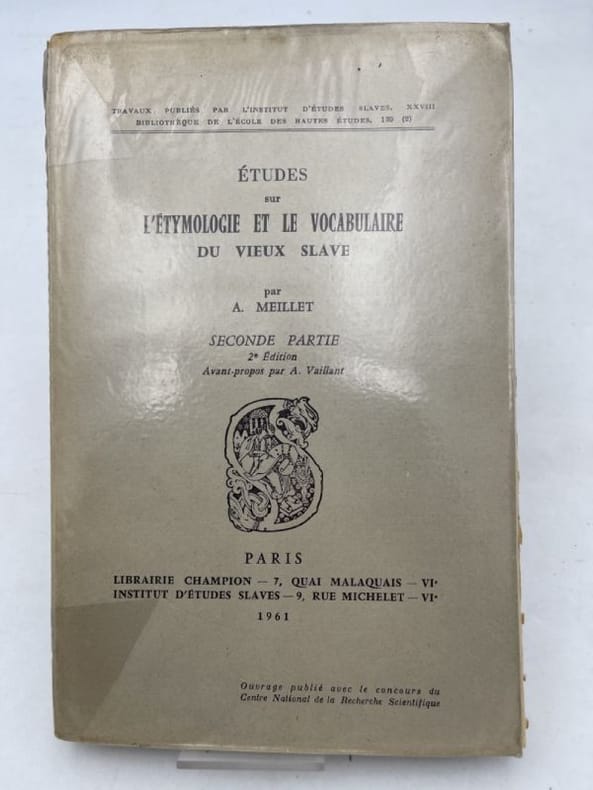 TRAVAUX PUBLIÉS PAR L'INSTITUT D'ÉTUDES SLAVES, XXVIII
BIBLIOTHÈQUE DE L'ÉCOLE DES HAUTES ÉTUDES, 139 (2)
ÉTUDES
sur
L'ÉTYMOLOGIE ET LE VOCABULAIRE
DU VIEUX SLAVE
par
A. MEILLET
SECONDE PARTIE
2e Édition
Avant-propos par A. Vaillant
PARIS
LIBRAIRIE CHAMPION — 7, QUAI MALAQUAIS — VIe
INSTITUT D'ÉTUDES SLAVES — 9, RUE MICHELET — VIe
1961
Ouvrage publié avec le concours du
Centre National de la Recherche Scientifique